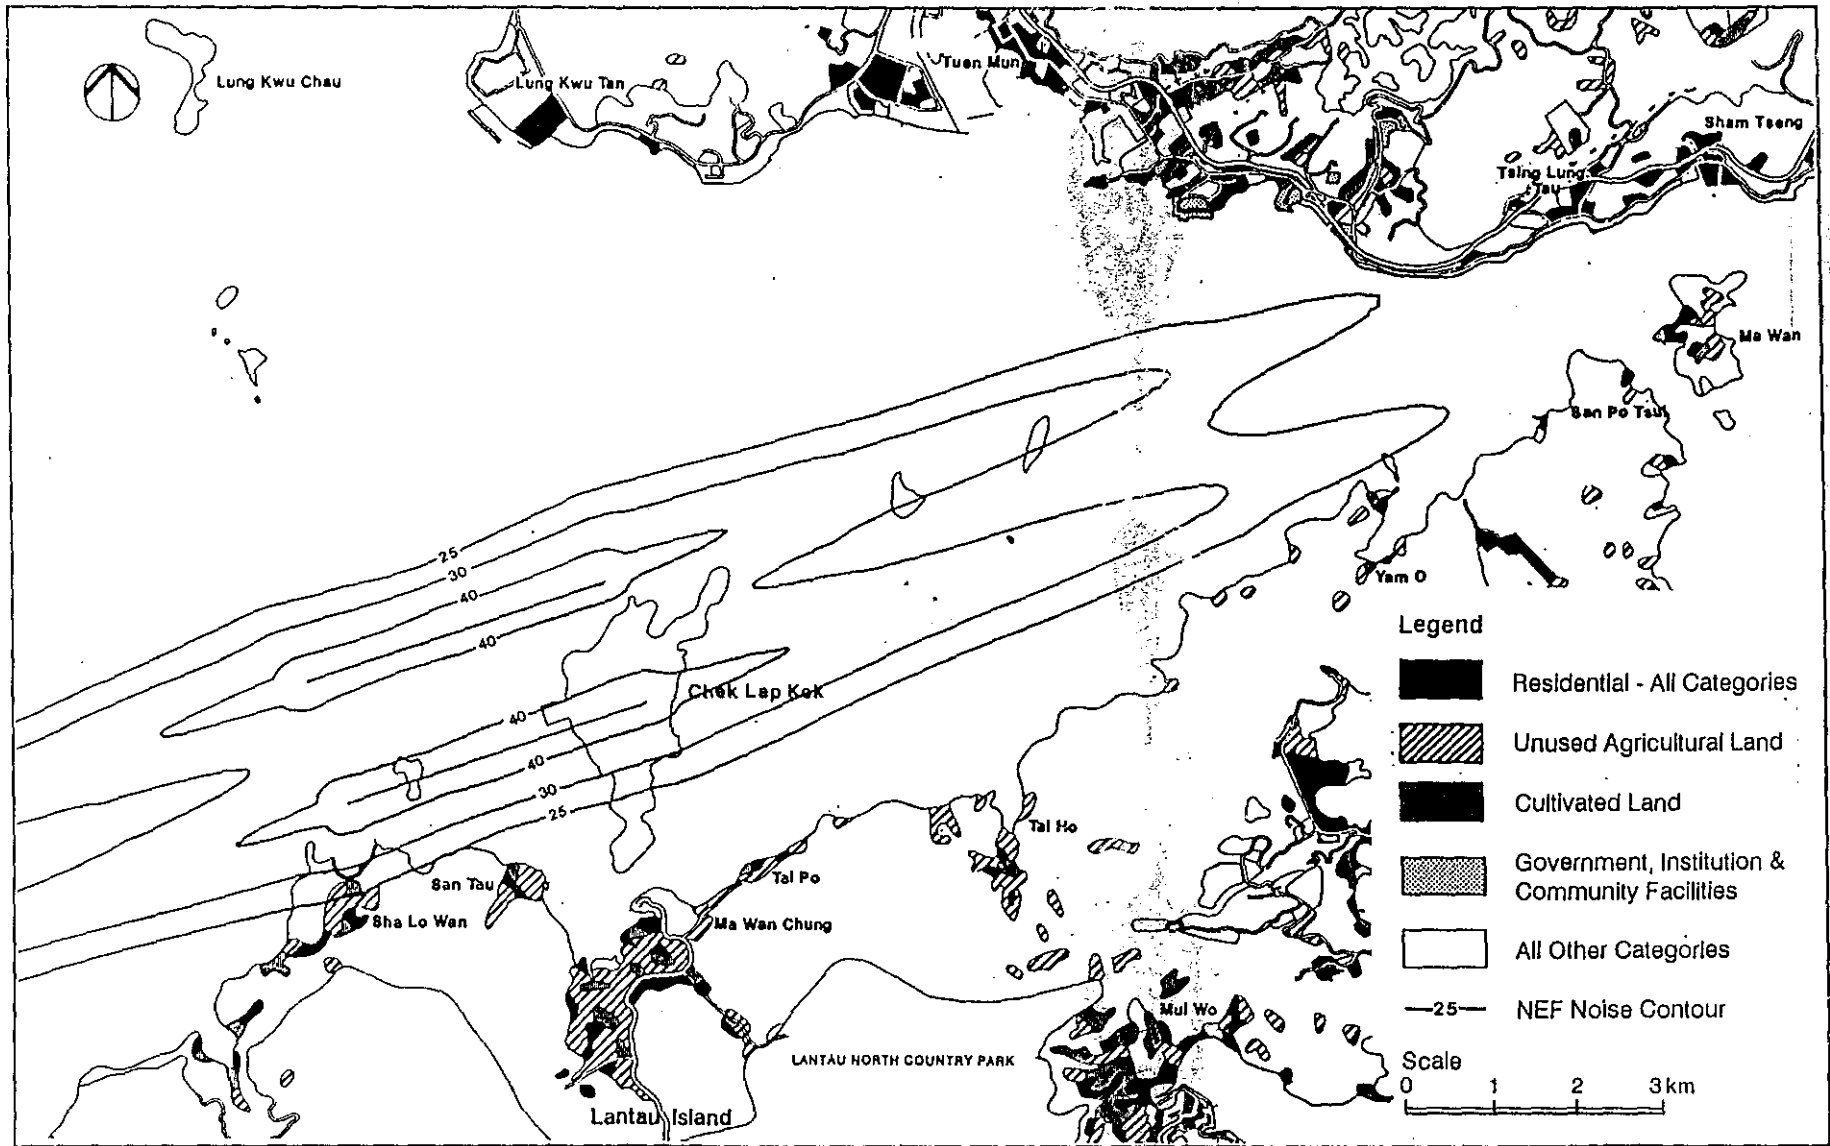 Lung Kwu Chau
Lung Kwu Tan
Tuen Mun
Sham Tseng
Tsing Lung
Tau
Ma Wan
San Po Tsui
25
30
40
40
Yam O
Chek Lap Kok
40
40
30
25
Tai Ho
San Tau
Tai Po
Sha Lo Wan
Ma Wan Chung
Mui Wo
LANTAU NORTH COUNTRY PARK
Lantau Island
Legend
Residential - All Categories
Unused Agricultural Land
Cultivated Land
Government, Institution &
Community Facilities
All Other Categories
25
NEF Noise Contour
Scale
0 1 2 3 km